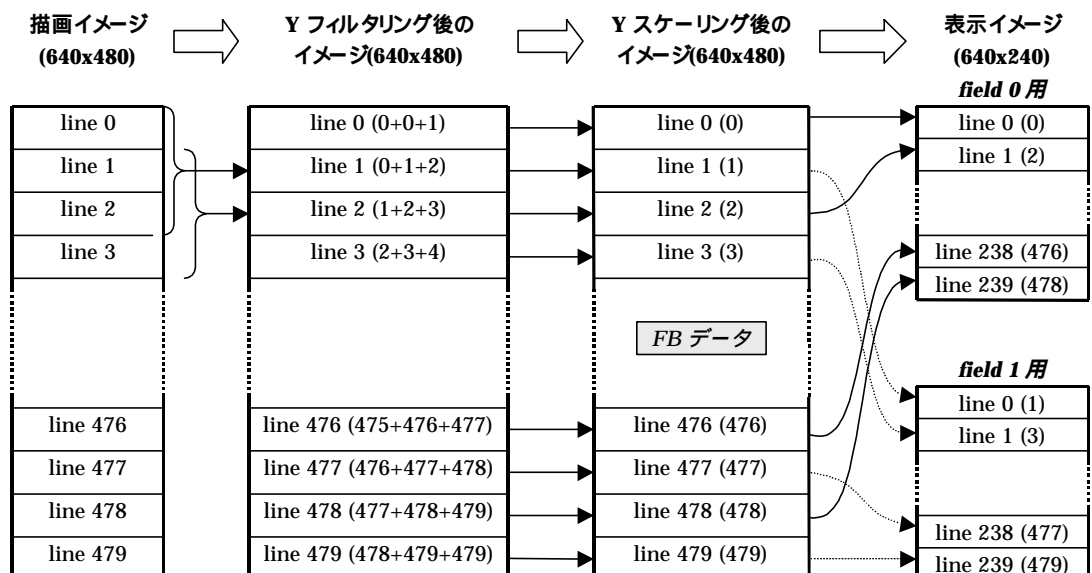 描画イメージ
(640x480)
Y フィルタリング後の
イメージ(640x480)
Y スケーリング後の
イメージ(640x480)
表示イメージ
(640x240)
line 0
line 1
line 2
line 3
line 476
line 477
line 478
line 479
line 0 (0+0+1)
line 1 (0+1+2)
line 2 (1+2+3)
line 3 (2+3+4)
line 476 (475+476+477)
line 477 (476+477+478)
line 478 (477+478+479)
line 479 (478+479+479)
line 0 (0)
line 1 (1)
line 2 (2)
line 3 (3)
FB データ
line 476 (476)
line 477 (477)
line 478 (478)
line 479 (479)
field 0 用
line 0 (0)
line 1 (2)
line 238 (476)
line 239 (478)
field 1 用
line 0 (1)
line 1 (3)
line 238 (477)
line 239 (479)